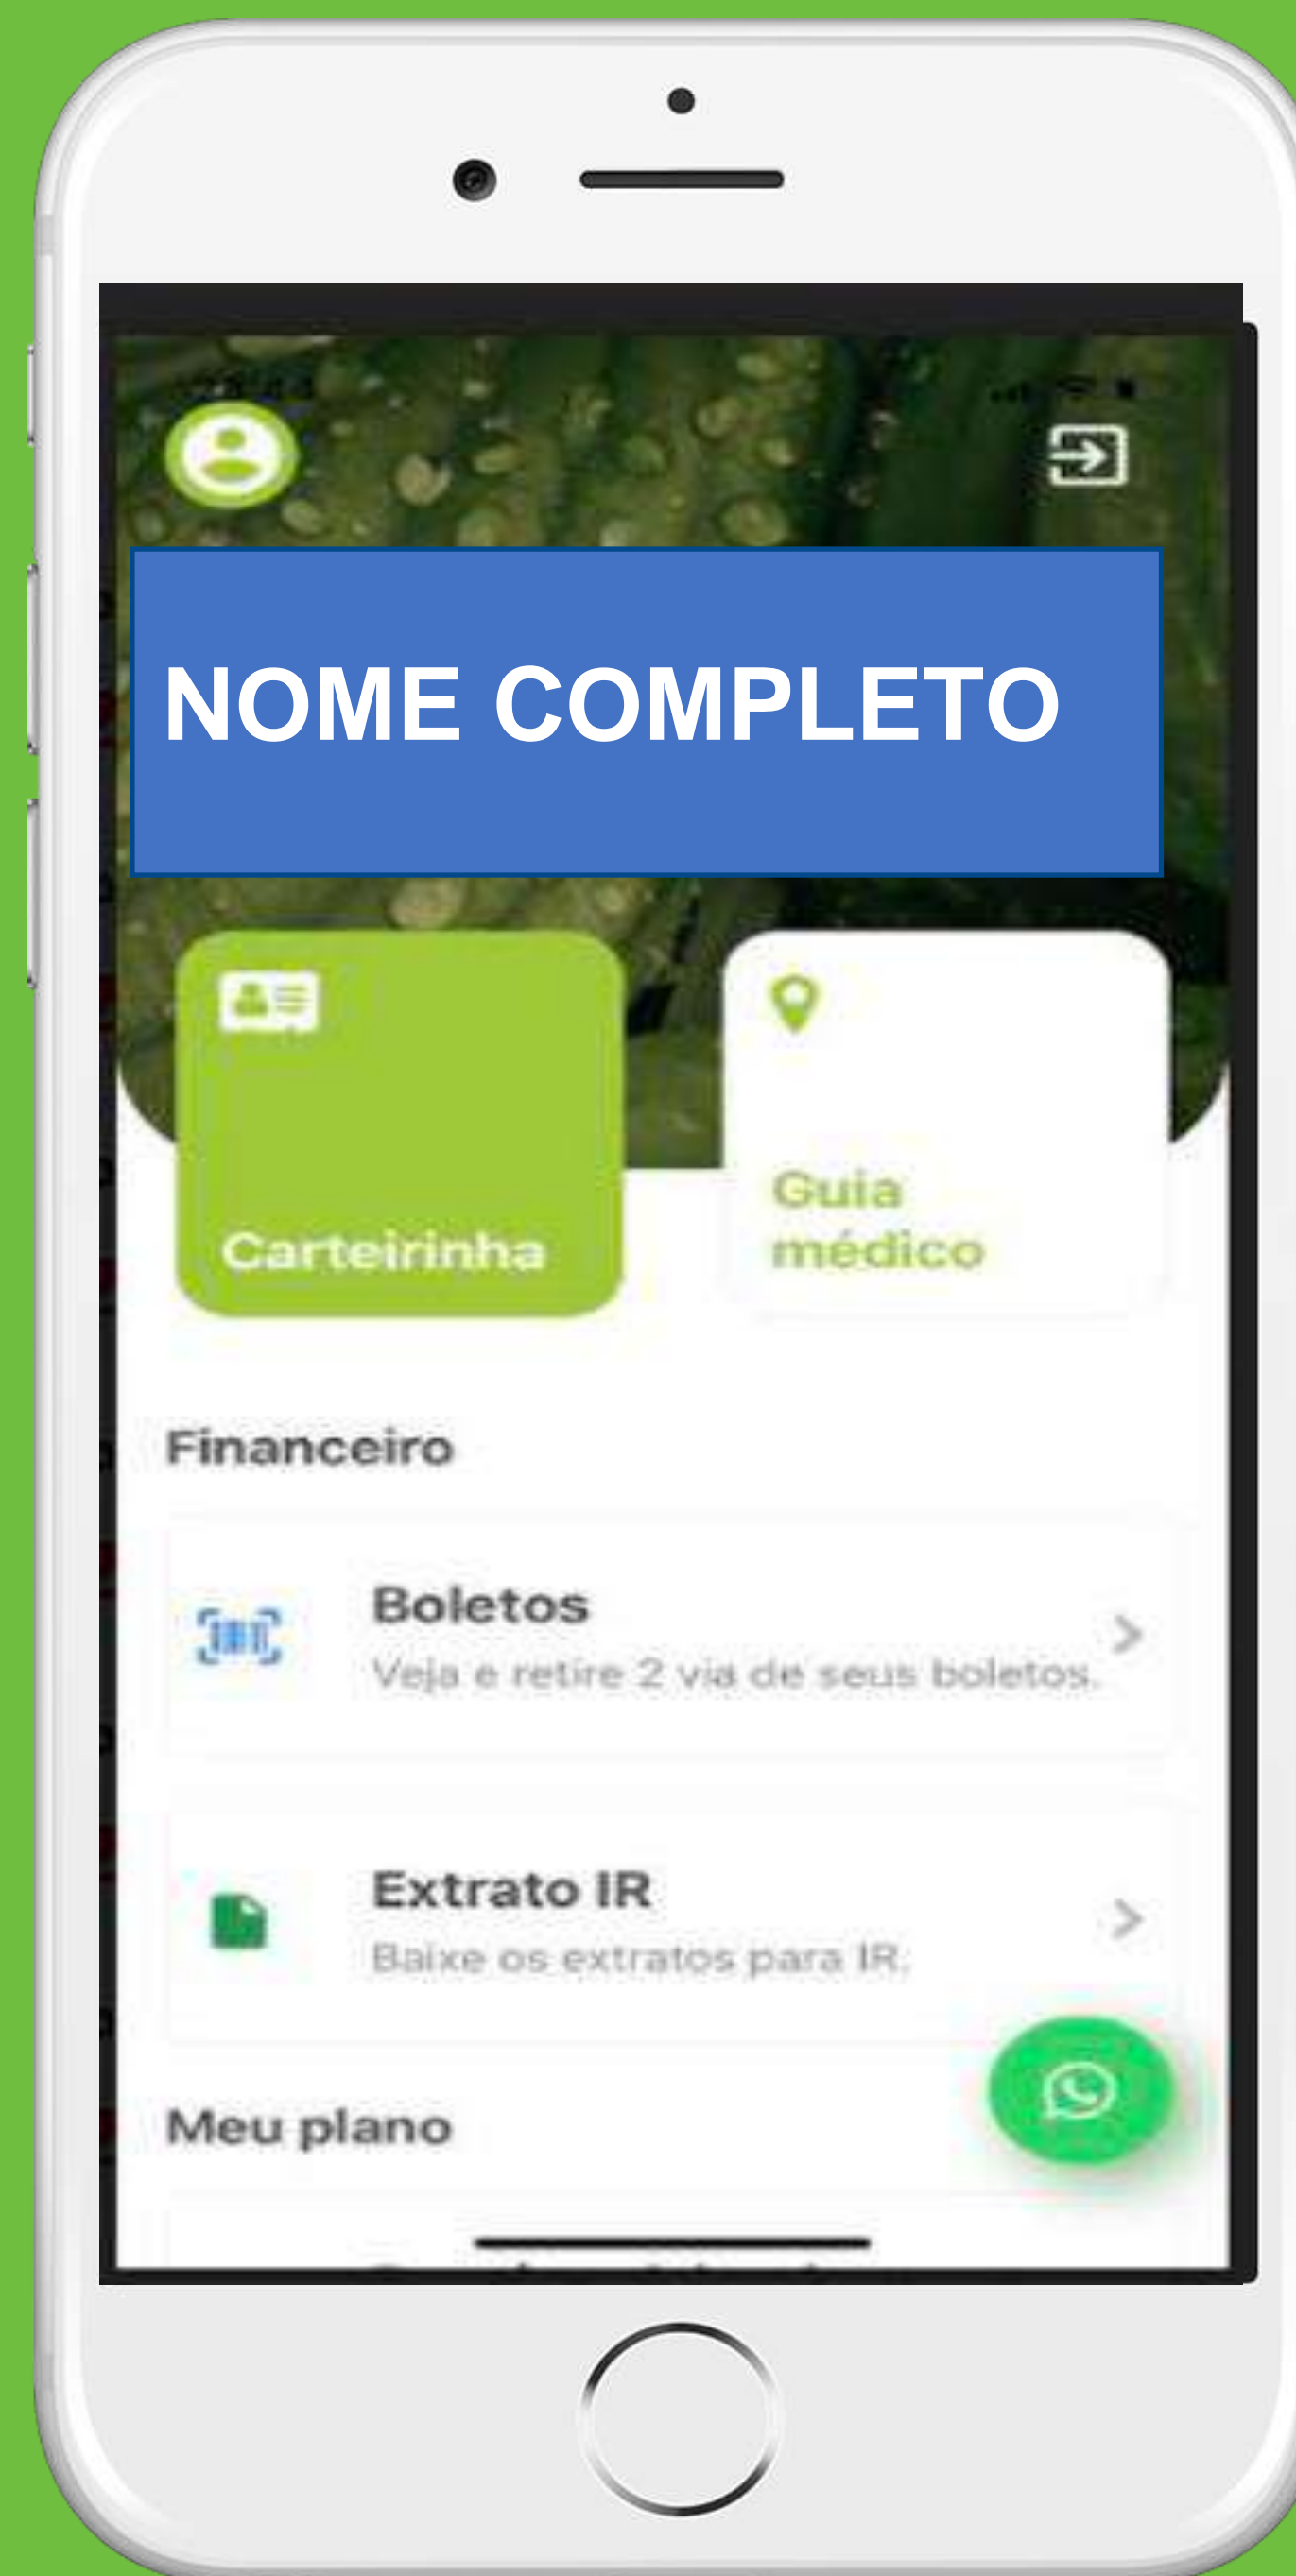 NOME COMPLETO
Carteirinha
Guia
médico
Financeiro
Boletos
Veja e retire 2 via de seus boletos.
Extrato IR
Baixe os extratos para IR.
Meu plano